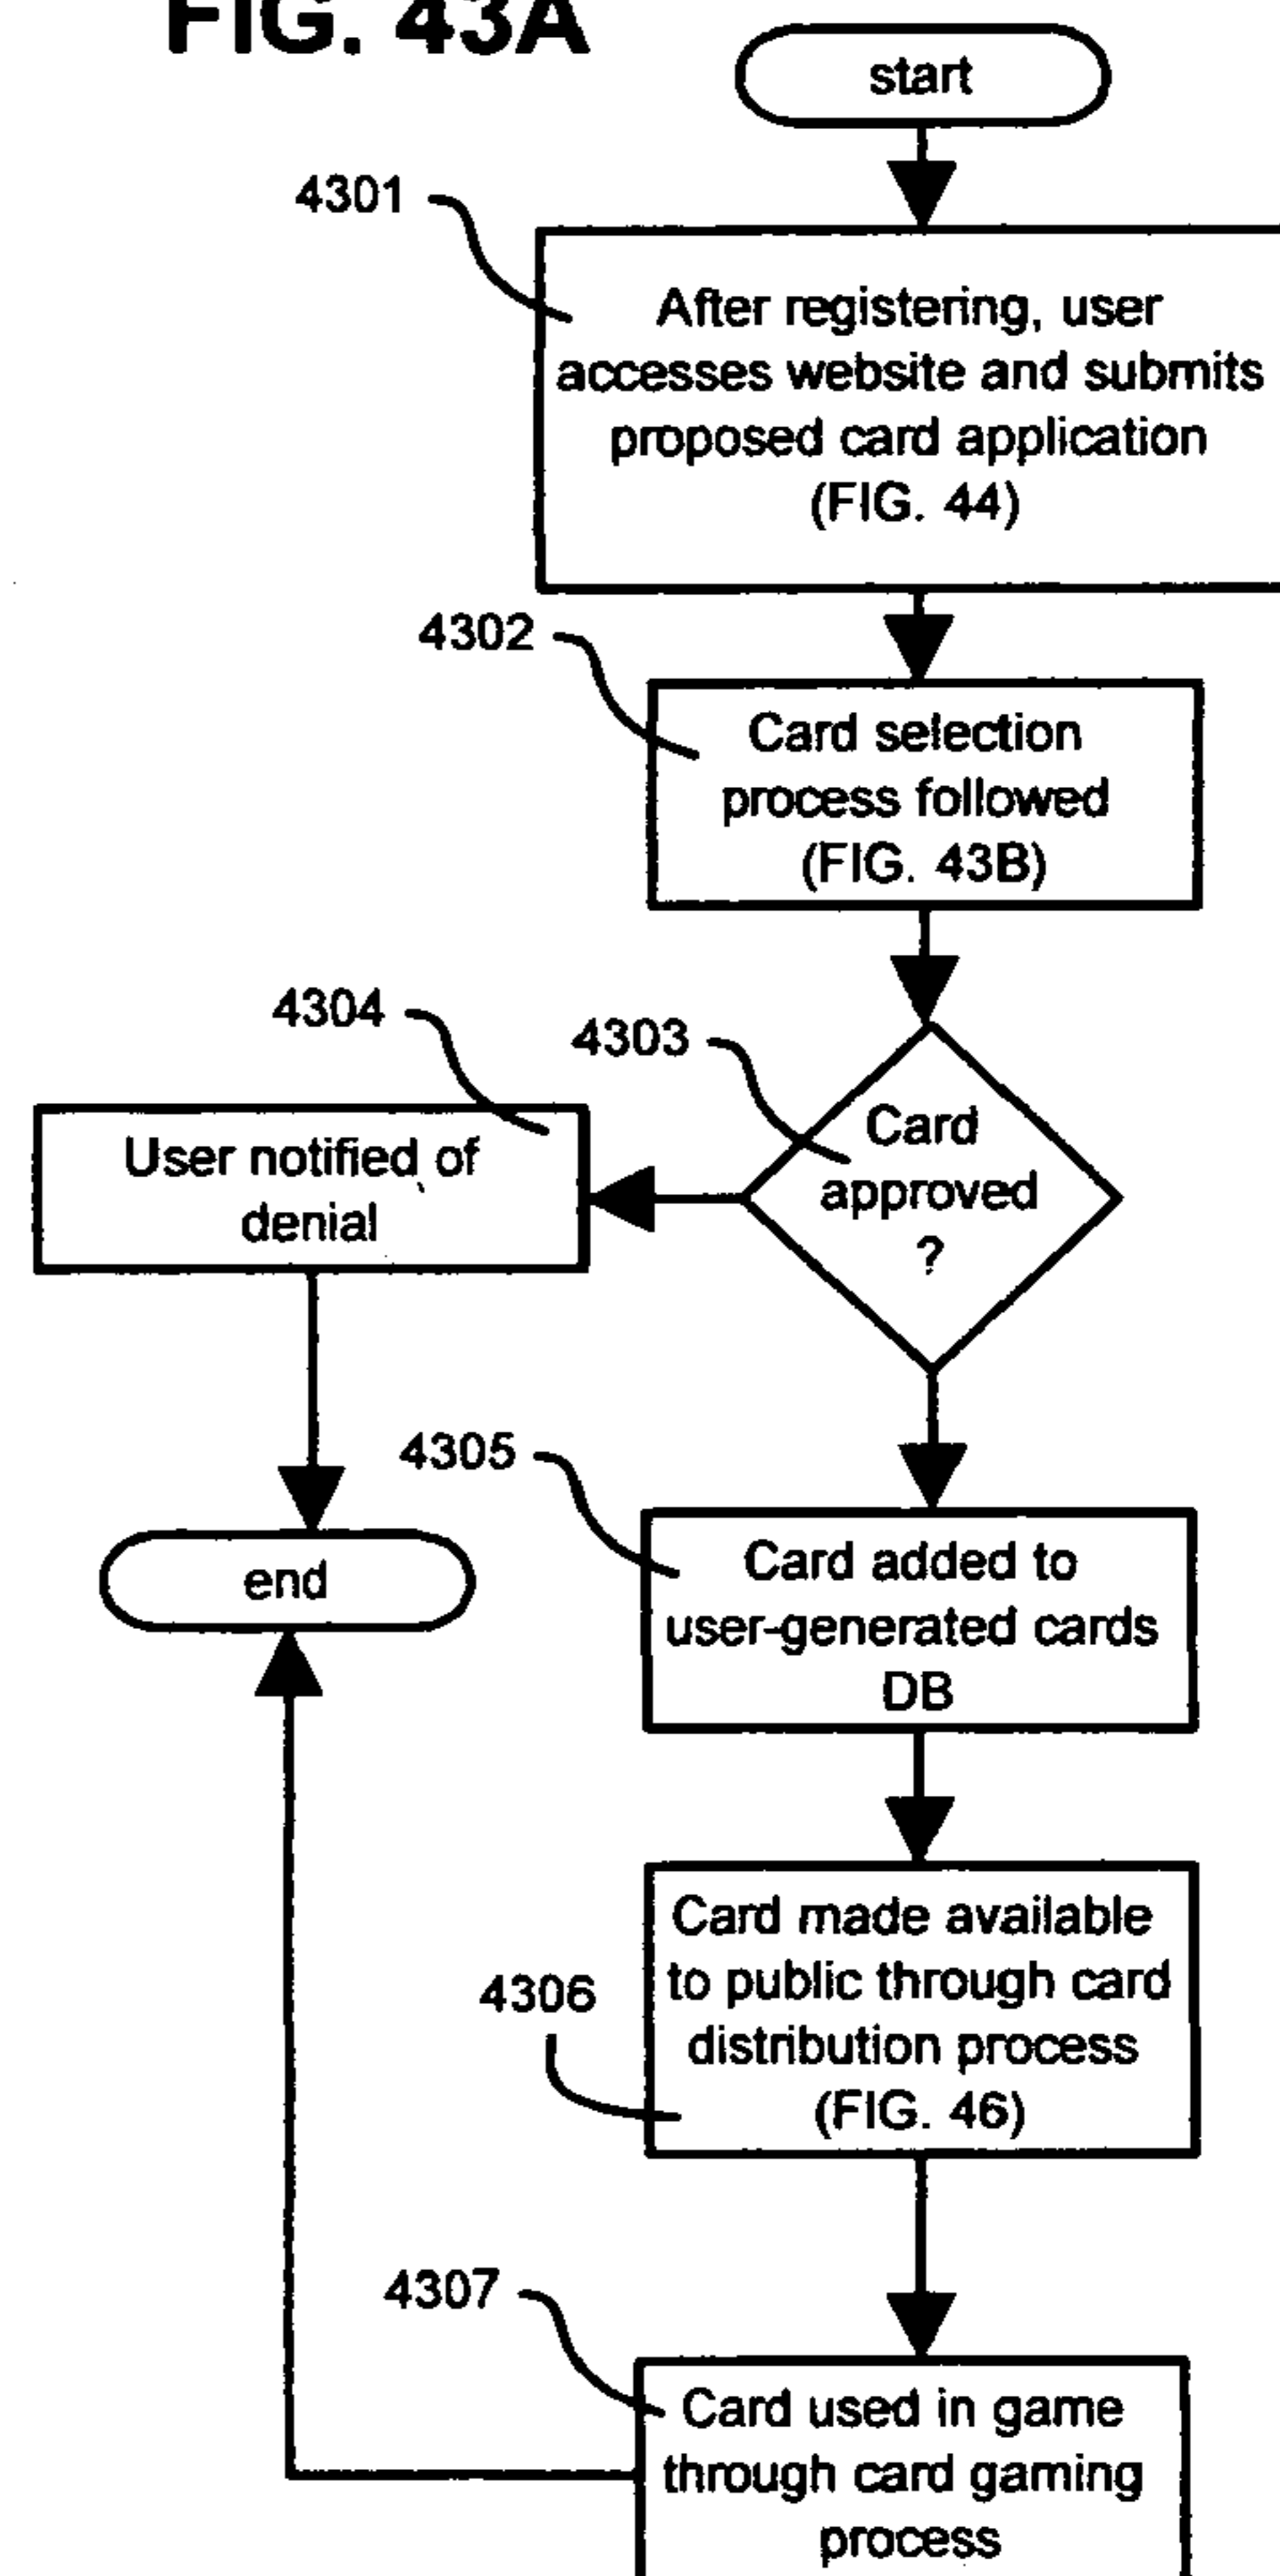 FIG. 43A
start
4301
After registering, user
accesses website and submits
proposed card application
(FIG. 44)
4302
Card selection
process followed
(FIG. 43B)
4304
4303
User notified of
denial
Card
approved
?
4305
end
Card added to
user-generated cards
DB
4306
Card made available
to public through card
distribution process
(FIG. 46)
4307
Card used in game
through card gaming
process